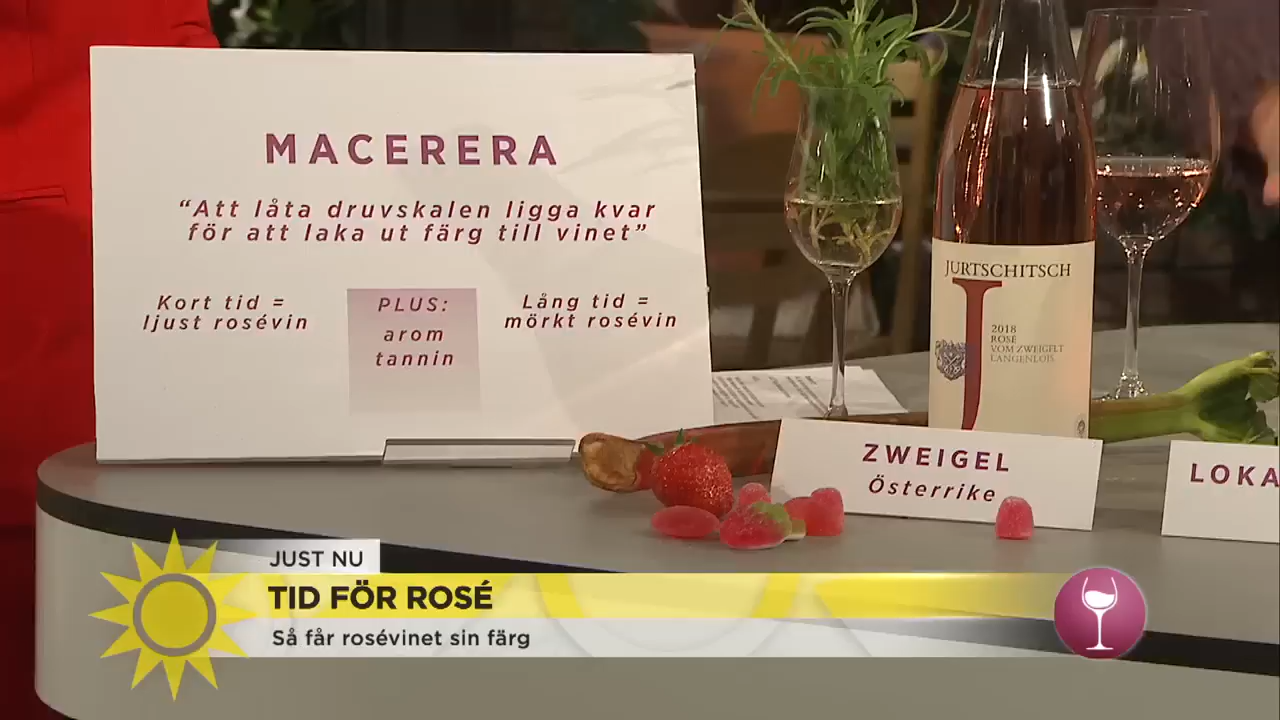 MACERERA
"Att låta druvskalen ligga kvar
för att laka ut färg till vinet"
Kort tid =
ljust rosévin
PLUS:
arom
tannin
Lång tid =
mörkt rosévin
JURTSCHITSCH
J
2018
ROSÉ
VOM ZWEIGELT
LANGENLOIS
ZWEIGEL
Österrike
LOKA
JUST NU
TID FÖR ROSÉ
Så får rosévinet sin färg